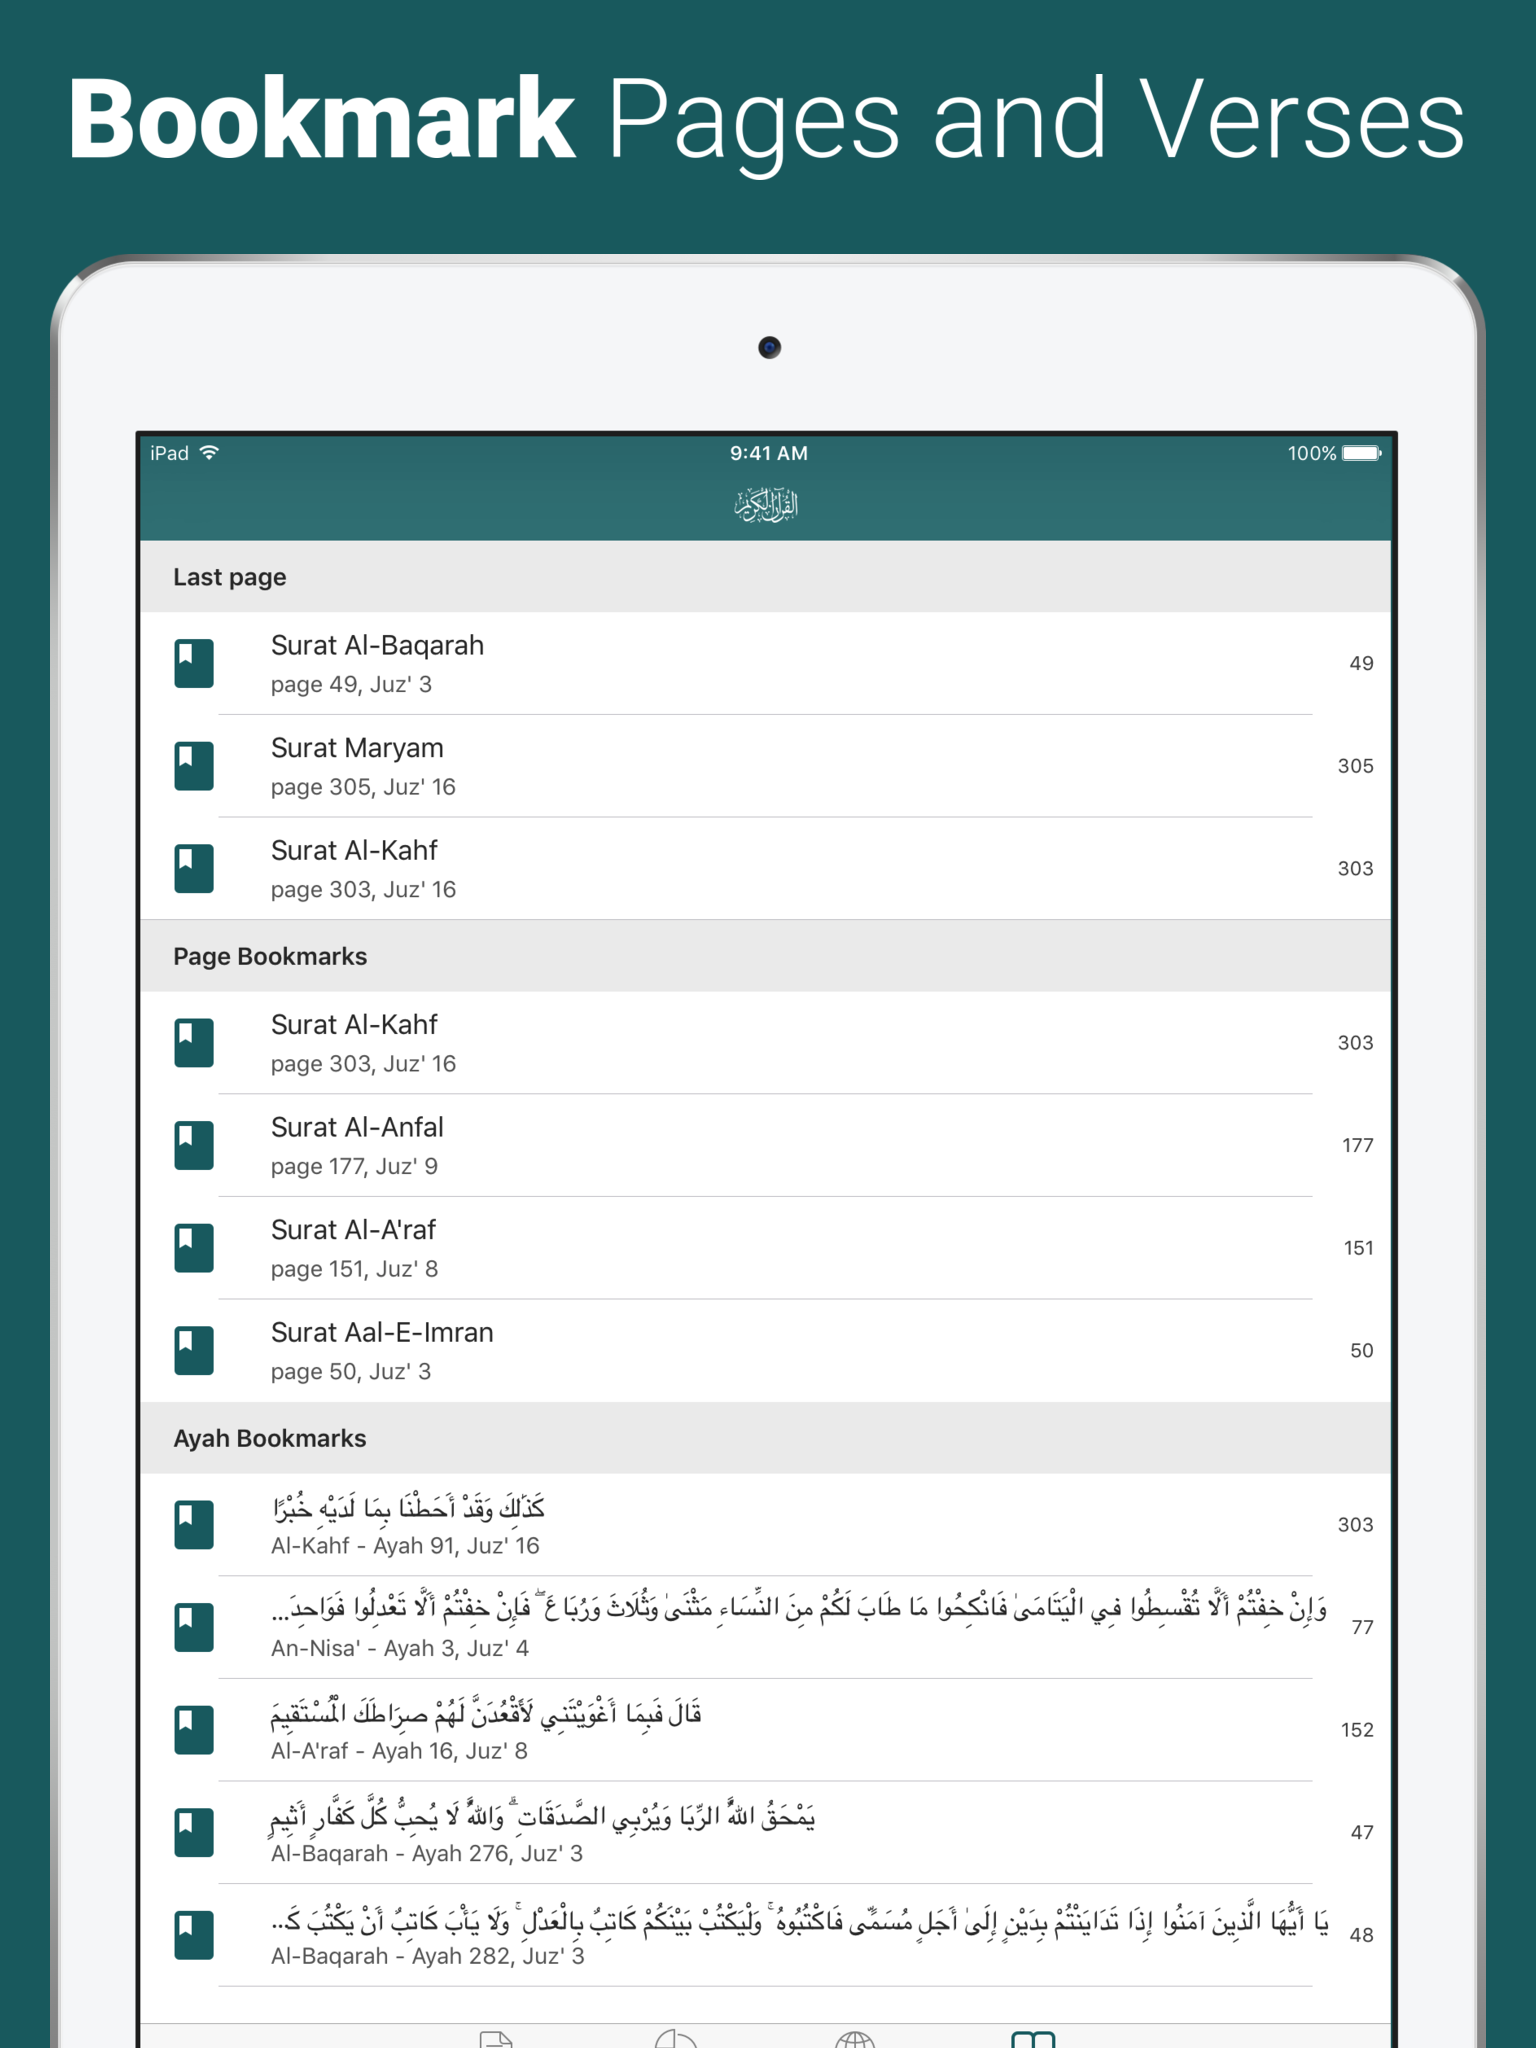 Bookmark Pages and Verses
iPad
9:41 AM
100%
القرآن الكريم
Last page
Surat Al-Baqarah
page 49, Juz' 3
49
Surat Maryam
page 305, Juz' 16
305
Surat Al-Kahf
page 303, Juz' 16
303
Page Bookmarks
Surat Al-Kahf
page 303, Juz' 16
303
Surat Al-Anfal
page 177, Juz' 9
177
Surat Al-A'raf
page 151, Juz' 8
151
Surat Aal-E-Imran
page 50, Juz' 3
50
Ayah Bookmarks
كَذَٰلِكَ وَقَدْ أَحَطْنَا بِمَا لَدَيْهِ خُبْرًا
Al-Kahf - Ayah 91, Juz' 16
303
وَإِنْ خِفْتُمْ أَلَّا تُقْسِطُوا فِي الْيَتَامَىٰ فَانْكِحُوا مَا طَابَ لَكُمْ مِنَ النِّسَاءِ مَثْنَىٰ وَثُلَاثَ وَرُبَاعَ ۖ فَإِنْ خِفْتُمْ أَلَّا تَعْدِلُوا فَوَاحِدَ...
An-Nisa' - Ayah 3, Juz' 4
77
قَالَ فَبِمَا أَغْوَيْتَنِي لَأَقْعُدَنَّ لَهُمْ صِرَاطَكَ الْمُسْتَقِيمَ
Al-A'raf - Ayah 16, Juz' 8
152
يَمْحَقُ اللَّهُ الرِّبَا وَيُرْبِي الصَّدَقَاتِ ۗ وَاللَّهُ لَا يُحِبُّ كُلَّ كَفَّارٍ أَثِيمٍ
Al-Baqarah - Ayah 276, Juz' 3
47
يَا أَيُّهَا الَّذِينَ آمَنُوا إِذَا تَدَايَنْتُمْ بِدَيْنٍ إِلَىٰ أَجَلٍ مُسَمًّى فَاكْتُبُوهُ ۚ وَلْيَكْتُبْ بَيْنَكُمْ كَاتِبٌ بِالْعَدْلِ ۚ وَلَا يَأْبَ كَاتِبٌ أَنْ يَكْتُبَ كَ...
Al-Baqarah - Ayah 282, Juz' 3
48